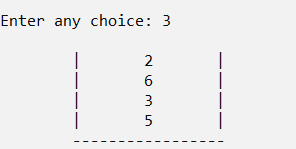 Enter any choice: 3
|       2       |
|       6       |
|       3       |
|       5       |
-----------------